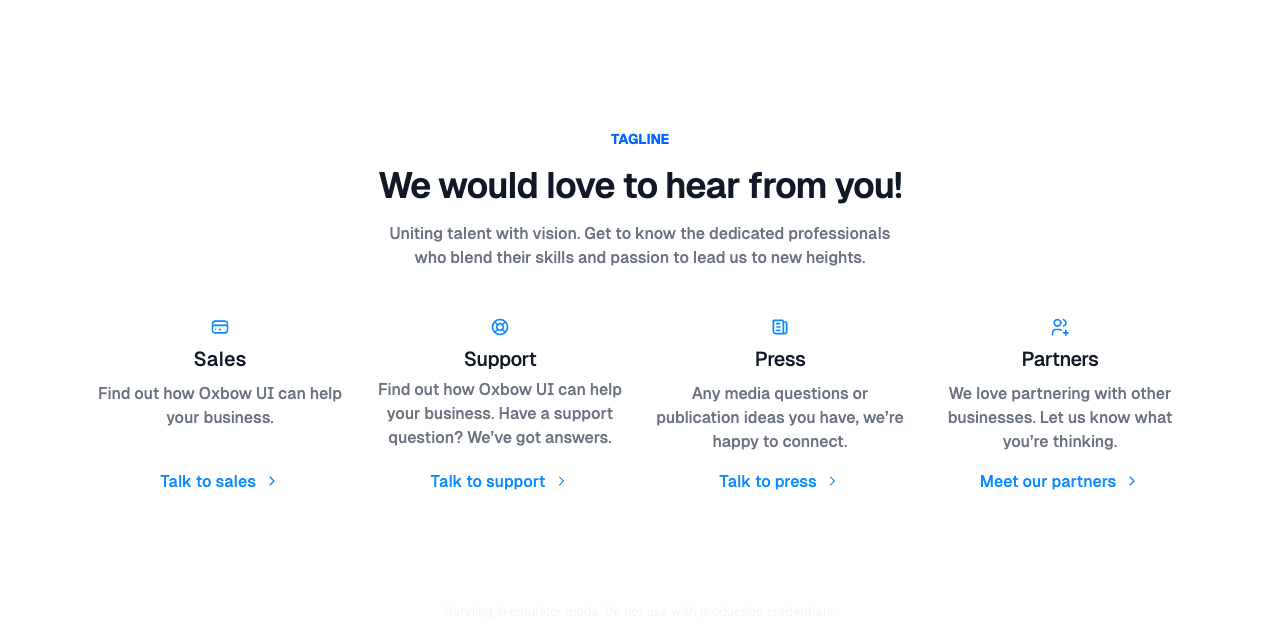 TAGLINE
We would love to hear from you!
Uniting talent with vision. Get to know the dedicated professionals
who blend their skills and passion to lead us to new heights.
Sales
Find out how Oxbow UI can help
your business.
Talk to sales
Support
Find out how Oxbow UI can help
your business. Have a support
question? We’ve got answers.
Talk to support
Press
Any media questions or
publication ideas you have, we’re
happy to connect.
Talk to press
Partners
We love partnering with other
businesses. Let us know what
you’re thinking.
Meet our partners
Running in emulator mode. Do not use with production credentials.